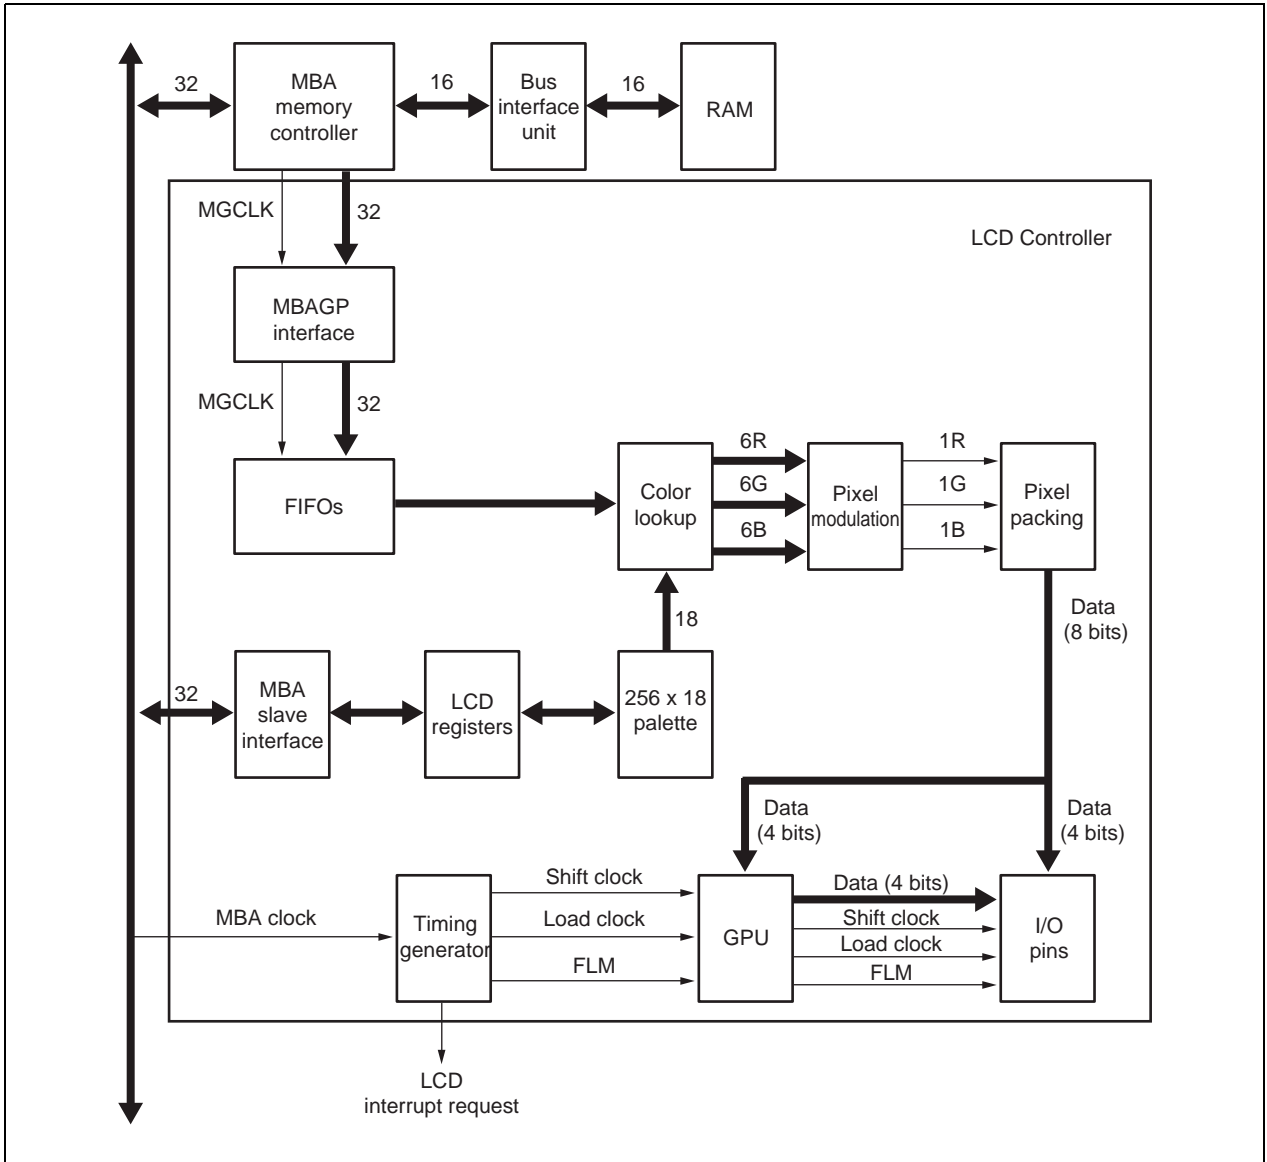 32
MBA
memory
controller
16
Bus
interface
unit
16
RAM
MGCLK
32
LCD Controller
MBAGP
interface
MGCLK
32
FIFOs
Color
lookup
6R
6G
6B
Pixel
modulation
1R
1G
1B
Pixel
packing
18
Data
(8 bits)
32
MBA
slave
interface
LCD
registers
256 x 18
palette
Data
(4 bits)
Data
(4 bits)
MBA clock
Timing
generator
Shift clock
Load clock
FLM
GPU
Data (4 bits)
Shift clock
Load clock
FLM
I/O
pins
LCD
interrupt request